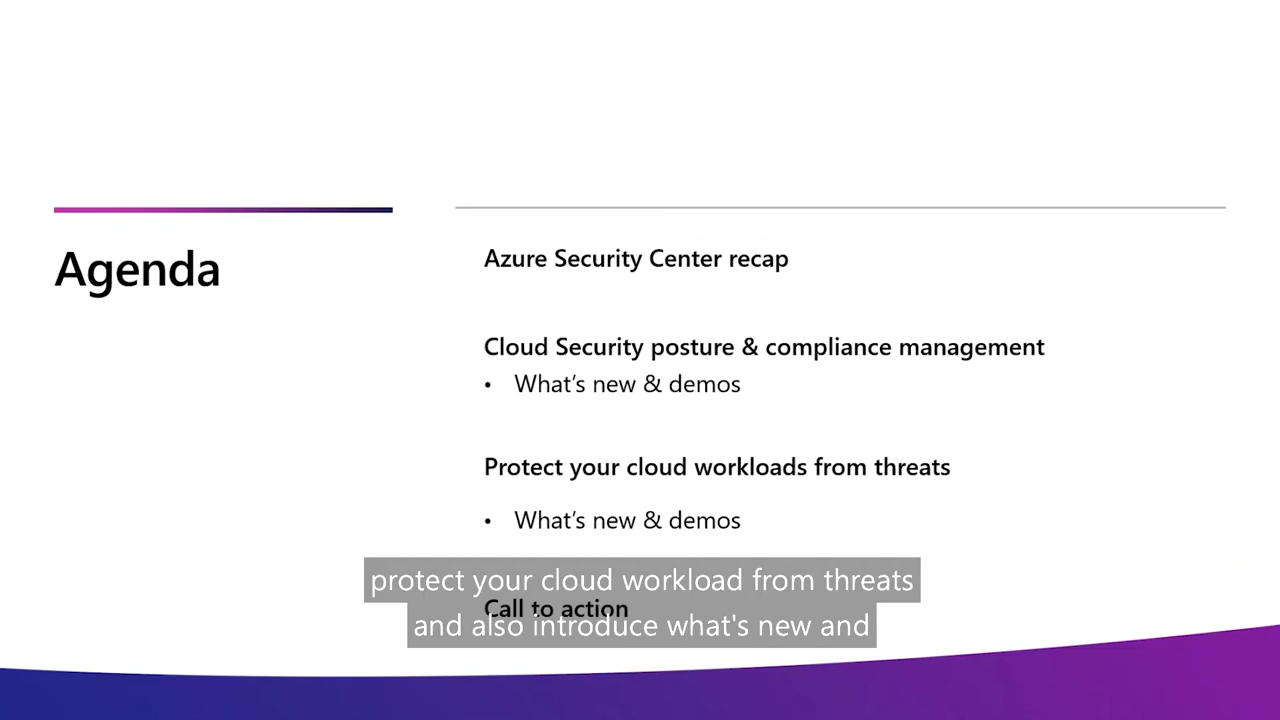 Agenda
Azure Security Center recap
Cloud Security posture & compliance management
• What's new & demos
Protect your cloud workloads from threats
• What's new & demos
Call to action
protect your cloud workload from threats
and also introduce what's new and